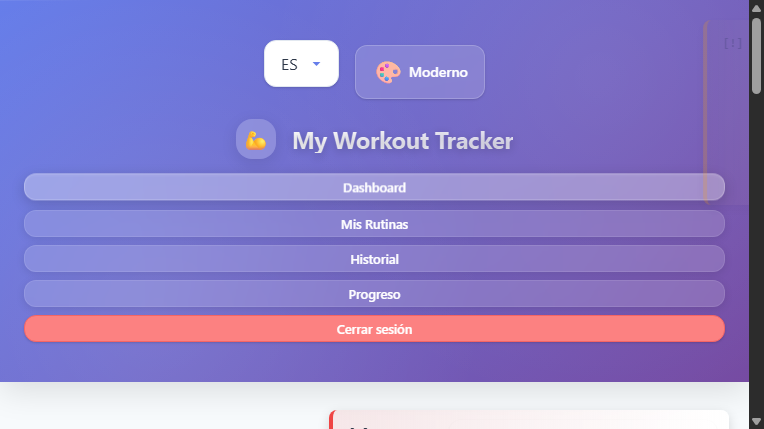 ES
Moderno
[!]
My Workout Tracker
Dashboard
Mis Rutinas
Historial
Progreso
Cerrar sesión